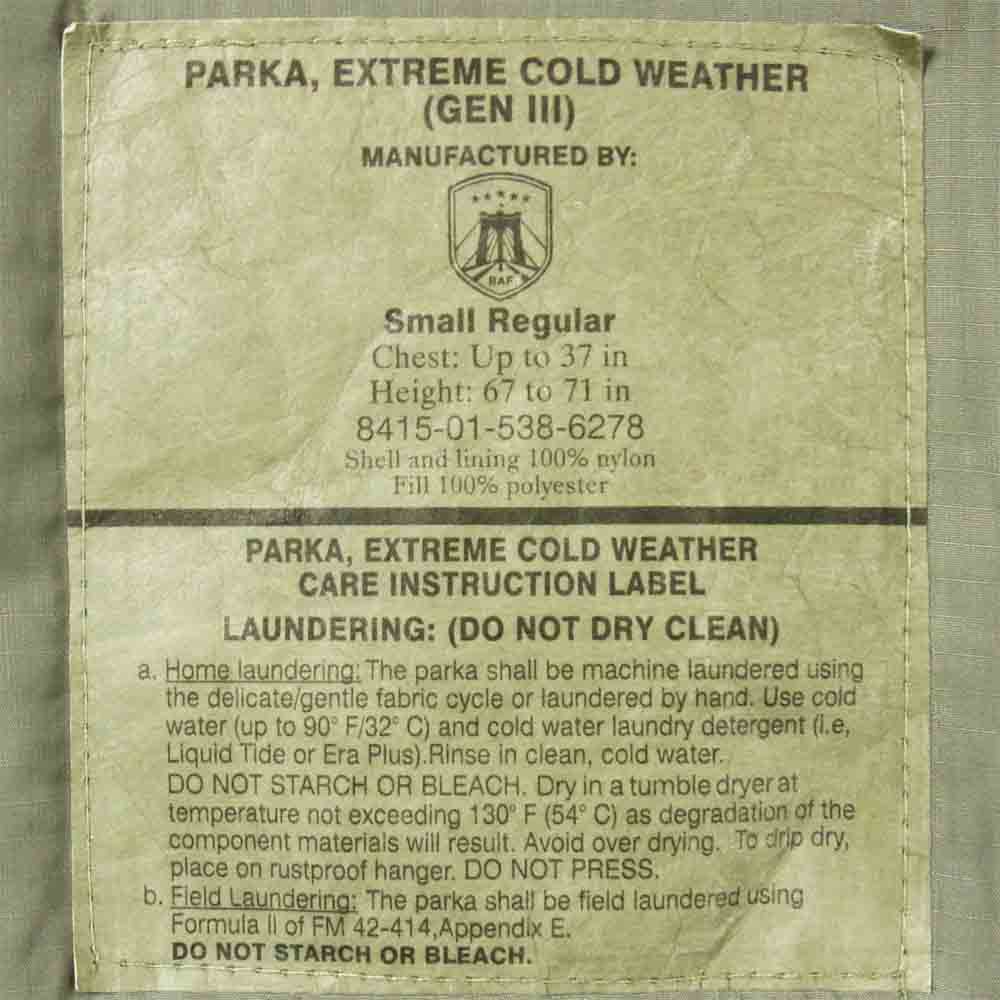 PARKA, EXTREME COLD WEATHER
(GEN III)
MANUFACTURED BY:
BAF
Small Regular
Chest: Up to 37 in
Height: 67 to 71 in
8415-01-538-6278
Shell and lining 100% nylon
Fill 100% polyester
PARKA, EXTREME COLD WEATHER
CARE INSTRUCTION LABEL
LAUNDERING: (DO NOT DRY CLEAN)
a. Home laundering: The parka shall be machine laundered using
the delicate/gentle fabric cycle or laundered by hand. Use cold
water (up to 90° F/32° C) and cold water laundry detergent (i.e,
Liquid Tide or Era Plus).Rinse in clean, cold water.
DO NOT STARCH OR BLEACH. Dry in a tumble dryer at
temperature not exceeding 130° F (54° C) as degradation of the
component materials will result. Avoid over drying. To drip dry,
place on rustproof hanger. DO NOT PRESS.
b. Field Laundering: The parka shall be field laundered using
Formula II of FM 42-414,Appendix E.
DO NOT STARCH OR BLEACH.